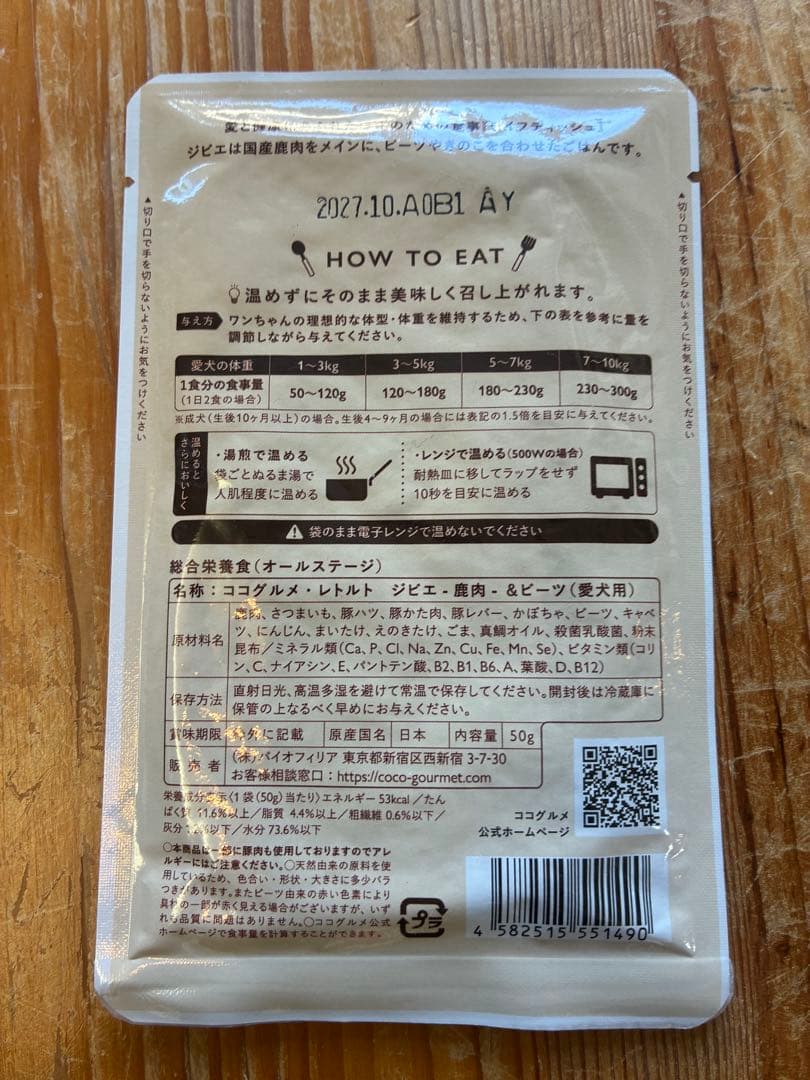 愛と健康
ジビエは国産鹿肉をメインに、ビーツやきのこを合わせたごはんです。
2027.10.A0B1 AY
HOW TO EAT
温めずにそのまま美味しく召し上がれます。
与え方 ワンちゃんの理想的な体型・体重を維持するため、下の表を参考に量を
調節しながら与えてください。
愛犬の体重 1〜3kg 3〜5kg 5〜7kg 7〜10kg
1食分の食事量
(1日2食の場合) 50〜120g 120〜180g 180〜230g 230〜300g
※成犬(生後10ヶ月以上)の場合。生後4〜9ヶ月の場合には表記の1.5倍を目安に与えてください。
温めると
さらにおいしく
・湯煎で温める
袋ごとぬるま湯で
人肌程度に温める
・レンジで温める(500Wの場合)
耐熱皿に移してラップをせず
10秒を目安に温める
袋のまま電子レンジで温めないでください
総合栄養食(オールステージ)
名称:ココグルメ・レトルト ジビエ - 鹿肉 - &ビーツ(愛犬用)
原材料名
鹿肉、さつまいも、豚ハツ、豚かた肉、豚レバー、かぼちゃ、ビーツ、キャベ
ツ、にんじん、まいたけ、えのきたけ、ごま、真鯛オイル、殺菌乳酸菌、粉末
昆布/ミネラル類(Ca, P, Cl, Na, Zn, Cu, Fe, Mn, Se)、ビタミン類(コリ
ン、C、ナイアシン、E、パントテン酸、B2、B1、B6、A、葉酸、D、B12)
保存方法
直射日光、高温多湿を避けて常温で保存してください。開封後は冷蔵庫に
保管の上なるべく早めにお与えください。
賞味期限 枠外に記載 原産国名 日本 内容量 50g
販売者
(株)バイオフィリア 東京都新宿区西新宿 3-7-30
お客様相談窓口:https://coco-gourmet.com
栄養成分表示〈1袋(50g)当たり〉エネルギー 53kcal /たん
ぱく質 11.6%以上/脂質 4.4%以上/粗繊維 0.6%以下/
灰分 以下/水分 73.6%以下
ココグルメ
公式ホームページ
○本商品は一部に豚肉も使用しておりますのでアレ
ルギーにはご注意ください。○天然由来の原料を使
用しているため、色合い・形状・大きさに多少バラ
つきがあります。またビーツ由来の赤い色素により
具材の一部が赤く見える場合がございますが、いず
れも品質に問題はありません。○ココグルメ公式
ホームページで食事量を計算することができます。
プラ
4 582515 551490
▲切り口で手を切らないようにお気をつけください
▲切り口で手を切らないようにお気をつけください